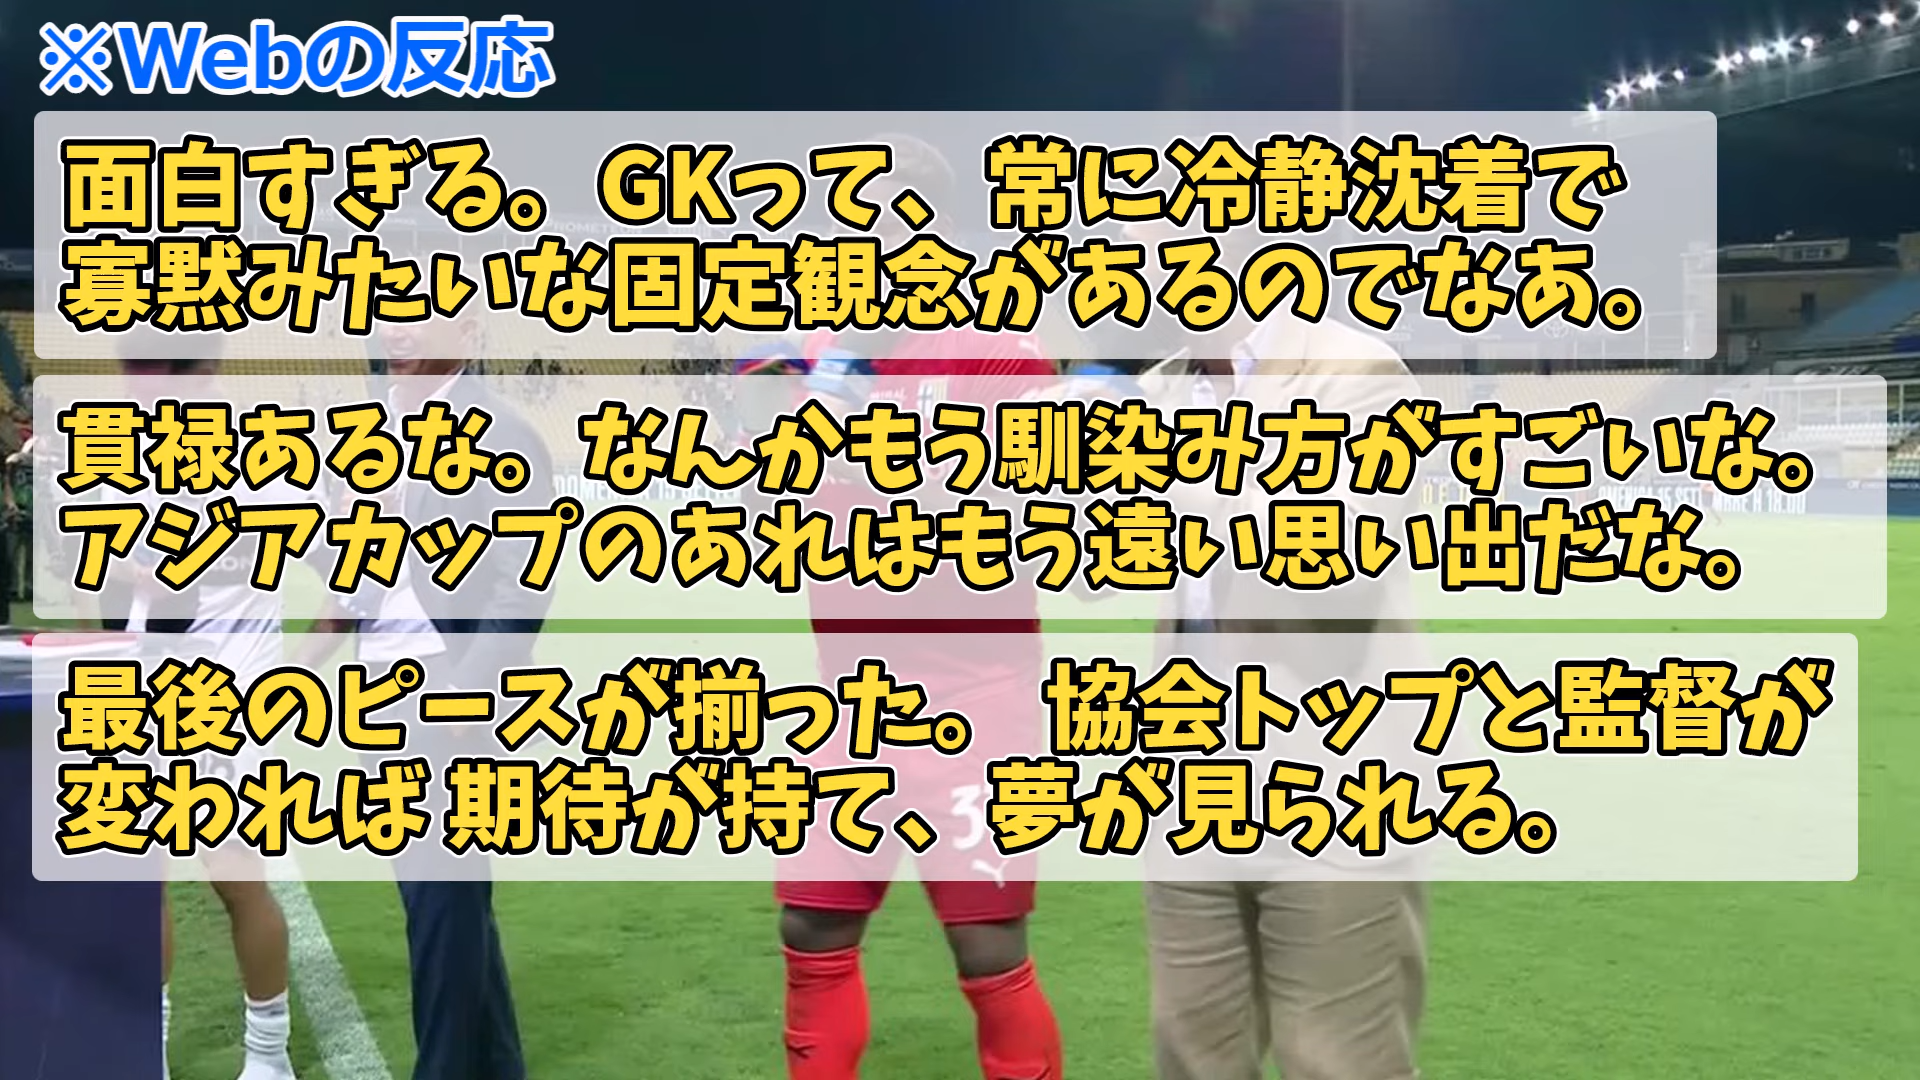 ※Webの反応
面白すぎる。GKって、常に冷静沈着で
寡黙みたいな固定観念があるのでなあ。
貫禄あるな。なんかもう馴染み方がすごいな。
アジアカップのあれはもう遠い思い出だな。
最後のピースが揃った。 協会トップと監督が
変われば 期待が持て、夢が見られる。